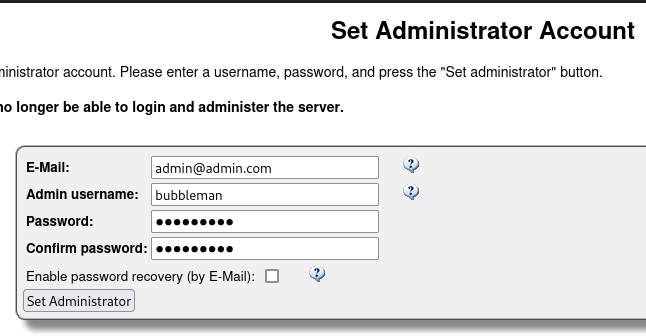 Set Administrator Account
ministrator account. Please enter a username, password, and press the "Set administrator" button.
no longer be able to login and administer the server.
E-Mail: admin@admin.com ?
Admin username: bubbleman ?
Password: ●●●●●●●●●
Confirm password: ●●●●●●●●●
Enable password recovery (by E-Mail): ?
Set Administrator